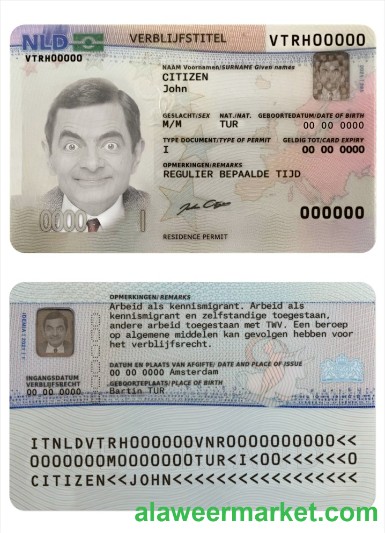 NLD VERBLIJFSTITEL VTRH00000
VTRH00000
NAAM Voornamen/SURNAME Given names
CITIZEN
John
GESLACHT/SEX NAT./NAT. GEBOORTEDATUM/DATE OF BIRTH
M/M TUR 00 00 0000
TYPE DOCUMENT/TYPE OF PERMIT GELDIG TOT/CARD EXPIRY
I 00 00 0000
OPMERKINGEN/REMARKS
REGULIER BEPAALDE TIJD
0000 I
000000
RESIDENCE PERMIT
OPMERKINGEN/REMARKS
Arbeid als kennismigrant. Arbeid als
kennismigrant en zelfstandige toegestaan,
andere arbeid toegestaan met TWV. Een beroep
op algemene middelen kan gevolgen hebben voor
het verblijfsrecht.
DATUM EN PLAATS VAN AFGIFTE/ DATE AND PLACE OF ISSUE
00 00 0000 Amsterdam
INGANGSDATUM
VERBLIJFSRECHT
00 00 0000
GEBOORTEPLAATS/PLACE OF BIRTH
Bartin TUR
ITNLDVTRH000000VNR0000000000<<
0000000M0000000TUR<I<00<<<<<<0
CITIZEN<<JOHN<<<<<<<<<<<<<<<<<
alaweermarket.com